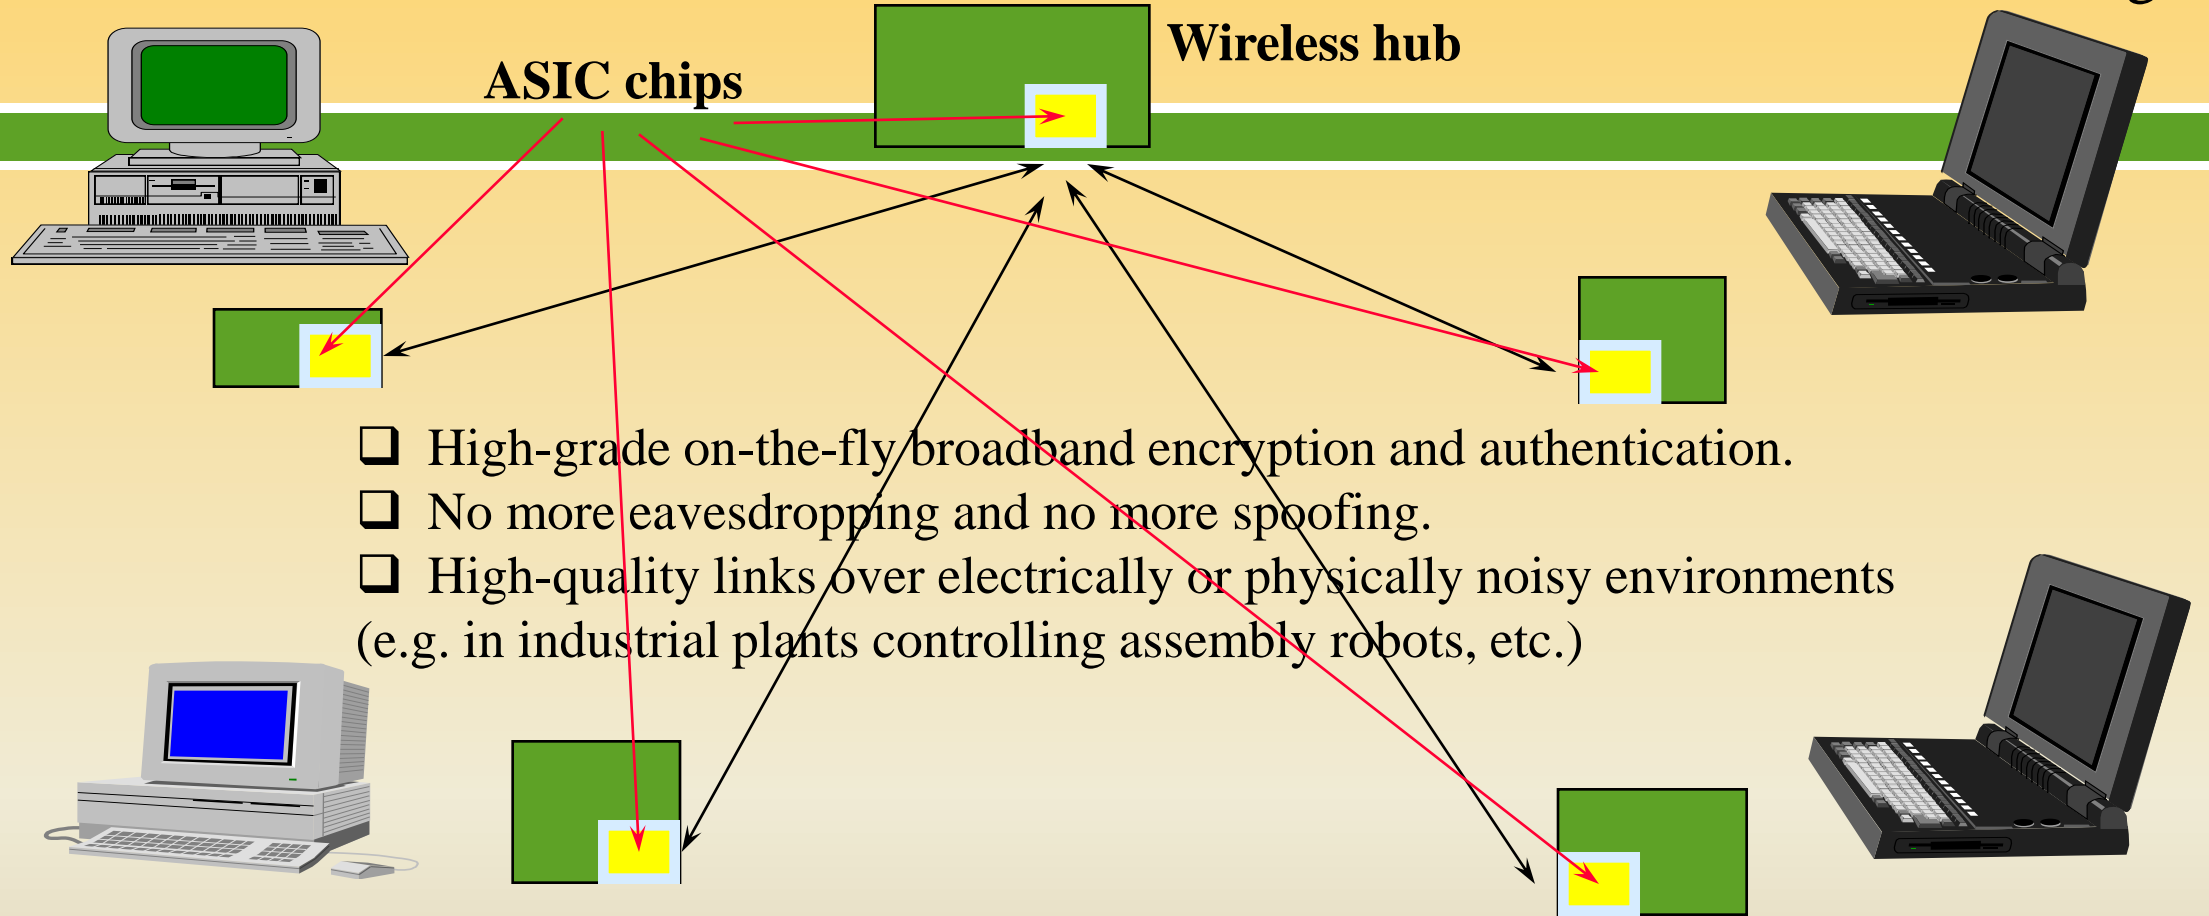 Wireless hub
ASIC chips
❑ High-grade on-the-fly broadband encryption and authentication.
❑ No more eavesdropping and no more spoofing.
❑ High-quality links over electrically or physically noisy environments
(e.g. in industrial plants controlling assembly robots, etc.)